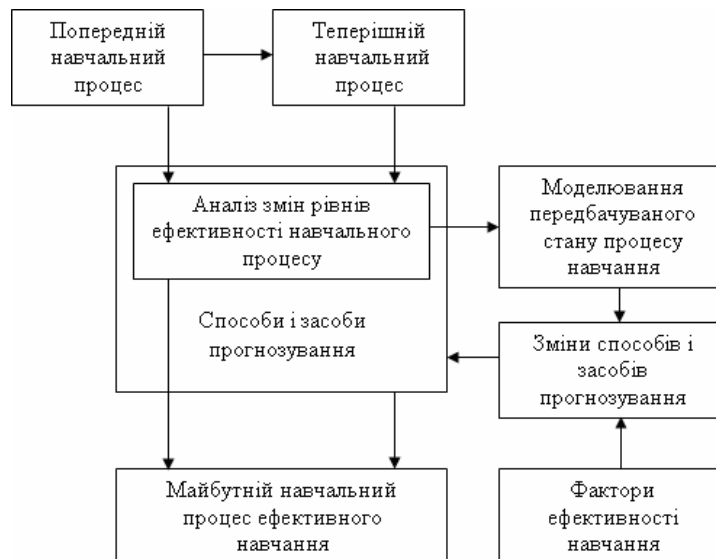 Попередній
навчальний
процес
Теперішній
навчальний
процес
Аналіз змін рівнів
ефективності навчального
процесу
Способи і засоби
прогнозування
Моделювання
передбачуваного
стану процесу
навчання
Зміни способів і
засобів
прогнозування
Майбутній навчальний
процес ефективного
навчання
Фактори
ефективності
навчання